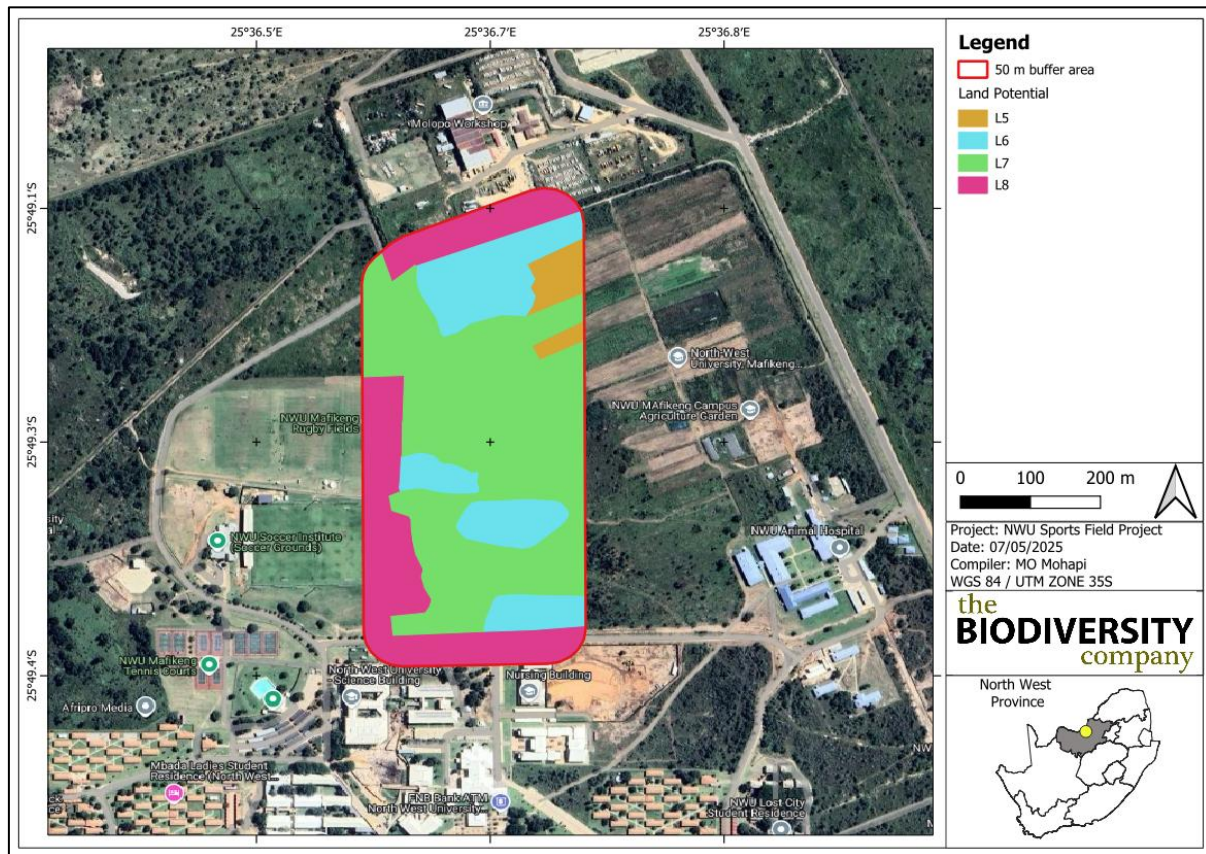 25°36.5'E
25°36.7'E
25°36.8'E
25°49.1'S
25°49.3'S
25°49.4'S
Molopo Workshop
North-West
University, Mafikeng...
NWU MAfikeng Campus
Agriculture Garden
NWU Mafikeng
Rugby Fields
NWU Soccer Institute
(Soccer Grounds)
NWU Animal Hospital
NWU Mafikeng
Tennis Courts
North-West University
- Science Building
Nursing Building
Afripro Media
Mbada Ladies Student
Residence (North West...
FNB Bank ATM
North West University...
NWU Lost City
Student Residence
NW
NW
Legend
50 m buffer area
Land Potential
L5
L6
L7
L8
0 100 200 m
Project: NWU Sports Field Project
Date: 07/05/2025
Compiler: MO Mohapi
WGS 84 / UTM ZONE 35S
the
BIODIVERSITY
company
North West
Province